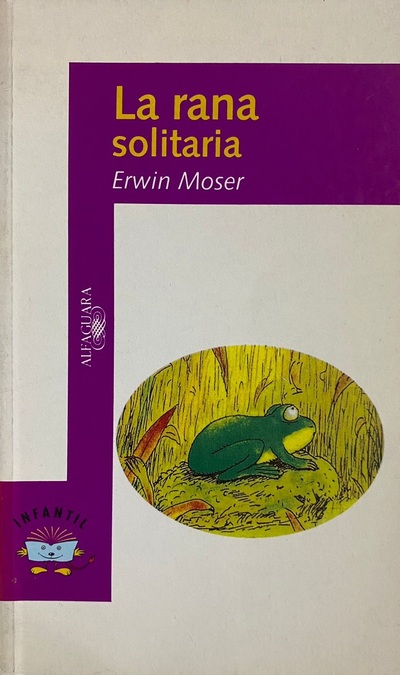 La rana
solitaria
Erwin Moser
ALFAGUARA
INFANTIL